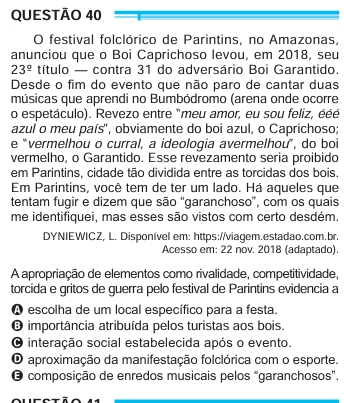 QUESTÃO 40
O festival folclórico de Parintins, no Amazonas,
anunciou que o Boi Caprichoso levou, em 2018, seu
23º título — contra 31 do adversário Boi Garantido.
Desde o fim do evento que não paro de cantar duas
músicas que aprendi no Bumbódromo (arena onde ocorre
o espetáculo). Revezo entre “meu amor, eu sou feliz, êêê
azul o meu país”, obviamente do boi azul, o Caprichoso;
e “vermelhou o curral, a ideologia avermelhou”, do boi
vermelho, o Garantido. Esse revezamento seria proibido
em Parintins, cidade tão dividida entre as torcidas dos bois.
Em Parintins, você tem de ter um lado. Há aqueles que
tentam fugir e dizem que são “garanchoso”, com os quais
me identifiquei, mas esses são vistos com certo desdém.
DYNIEWICZ, L. Disponível em: https://viagem.estadao.com.br.
Acesso em: 22 nov. 2018 (adaptado).
A apropriação de elementos como rivalidade, competitividade,
torcida e gritos de guerra pelo festival de Parintins evidencia a
A escolha de um local específico para a festa.
B importância atribuída pelos turistas aos bois.
C interação social estabelecida após o evento.
D aproximação da manifestação folclórica com o esporte.
E composição de enredos musicais pelos “garanchosos”.
QUESTÃO 41